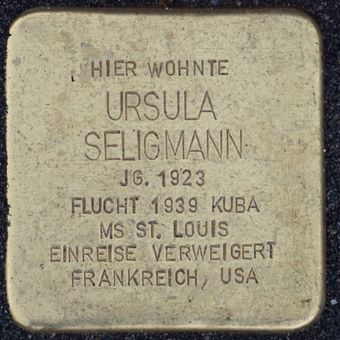 HIER WOHNTE
URSULA
SELIGMANN
JG. 1923
FLUCHT 1939 KUBA
MS ST. LOUIS
EINREISE VERWEIGERT
FRANKREICH, USA